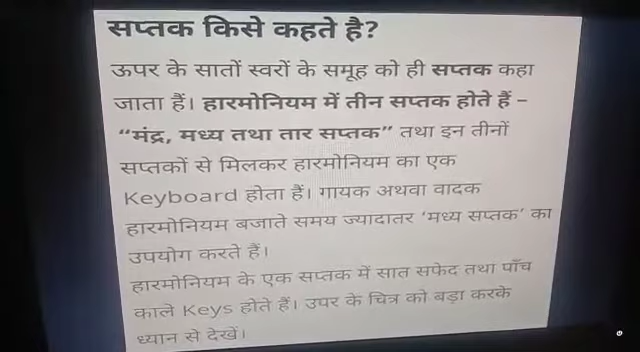 सप्तक किसे कहते है?
ऊपर के सातों स्वरों के समूह को ही सप्तक कहा
जाता हैं। हारमोनियम में तीन सप्तक होते हैं –
“मंद्र, मध्य तथा तार सप्तक” तथा इन तीनों
सप्तकों से मिलकर हारमोनियम का एक
Keyboard होता हैं। गायक अथवा वादक
हारमोनियम बजाते समय ज्यादातर ‘मध्य सप्तक’ का
उपयोग करते हैं।
हारमोनियम के एक सप्तक में सात सफेद तथा पाँच
काले Keys होते हैं। उपर के चित्र को बड़ा करके
ध्यान से देखें।